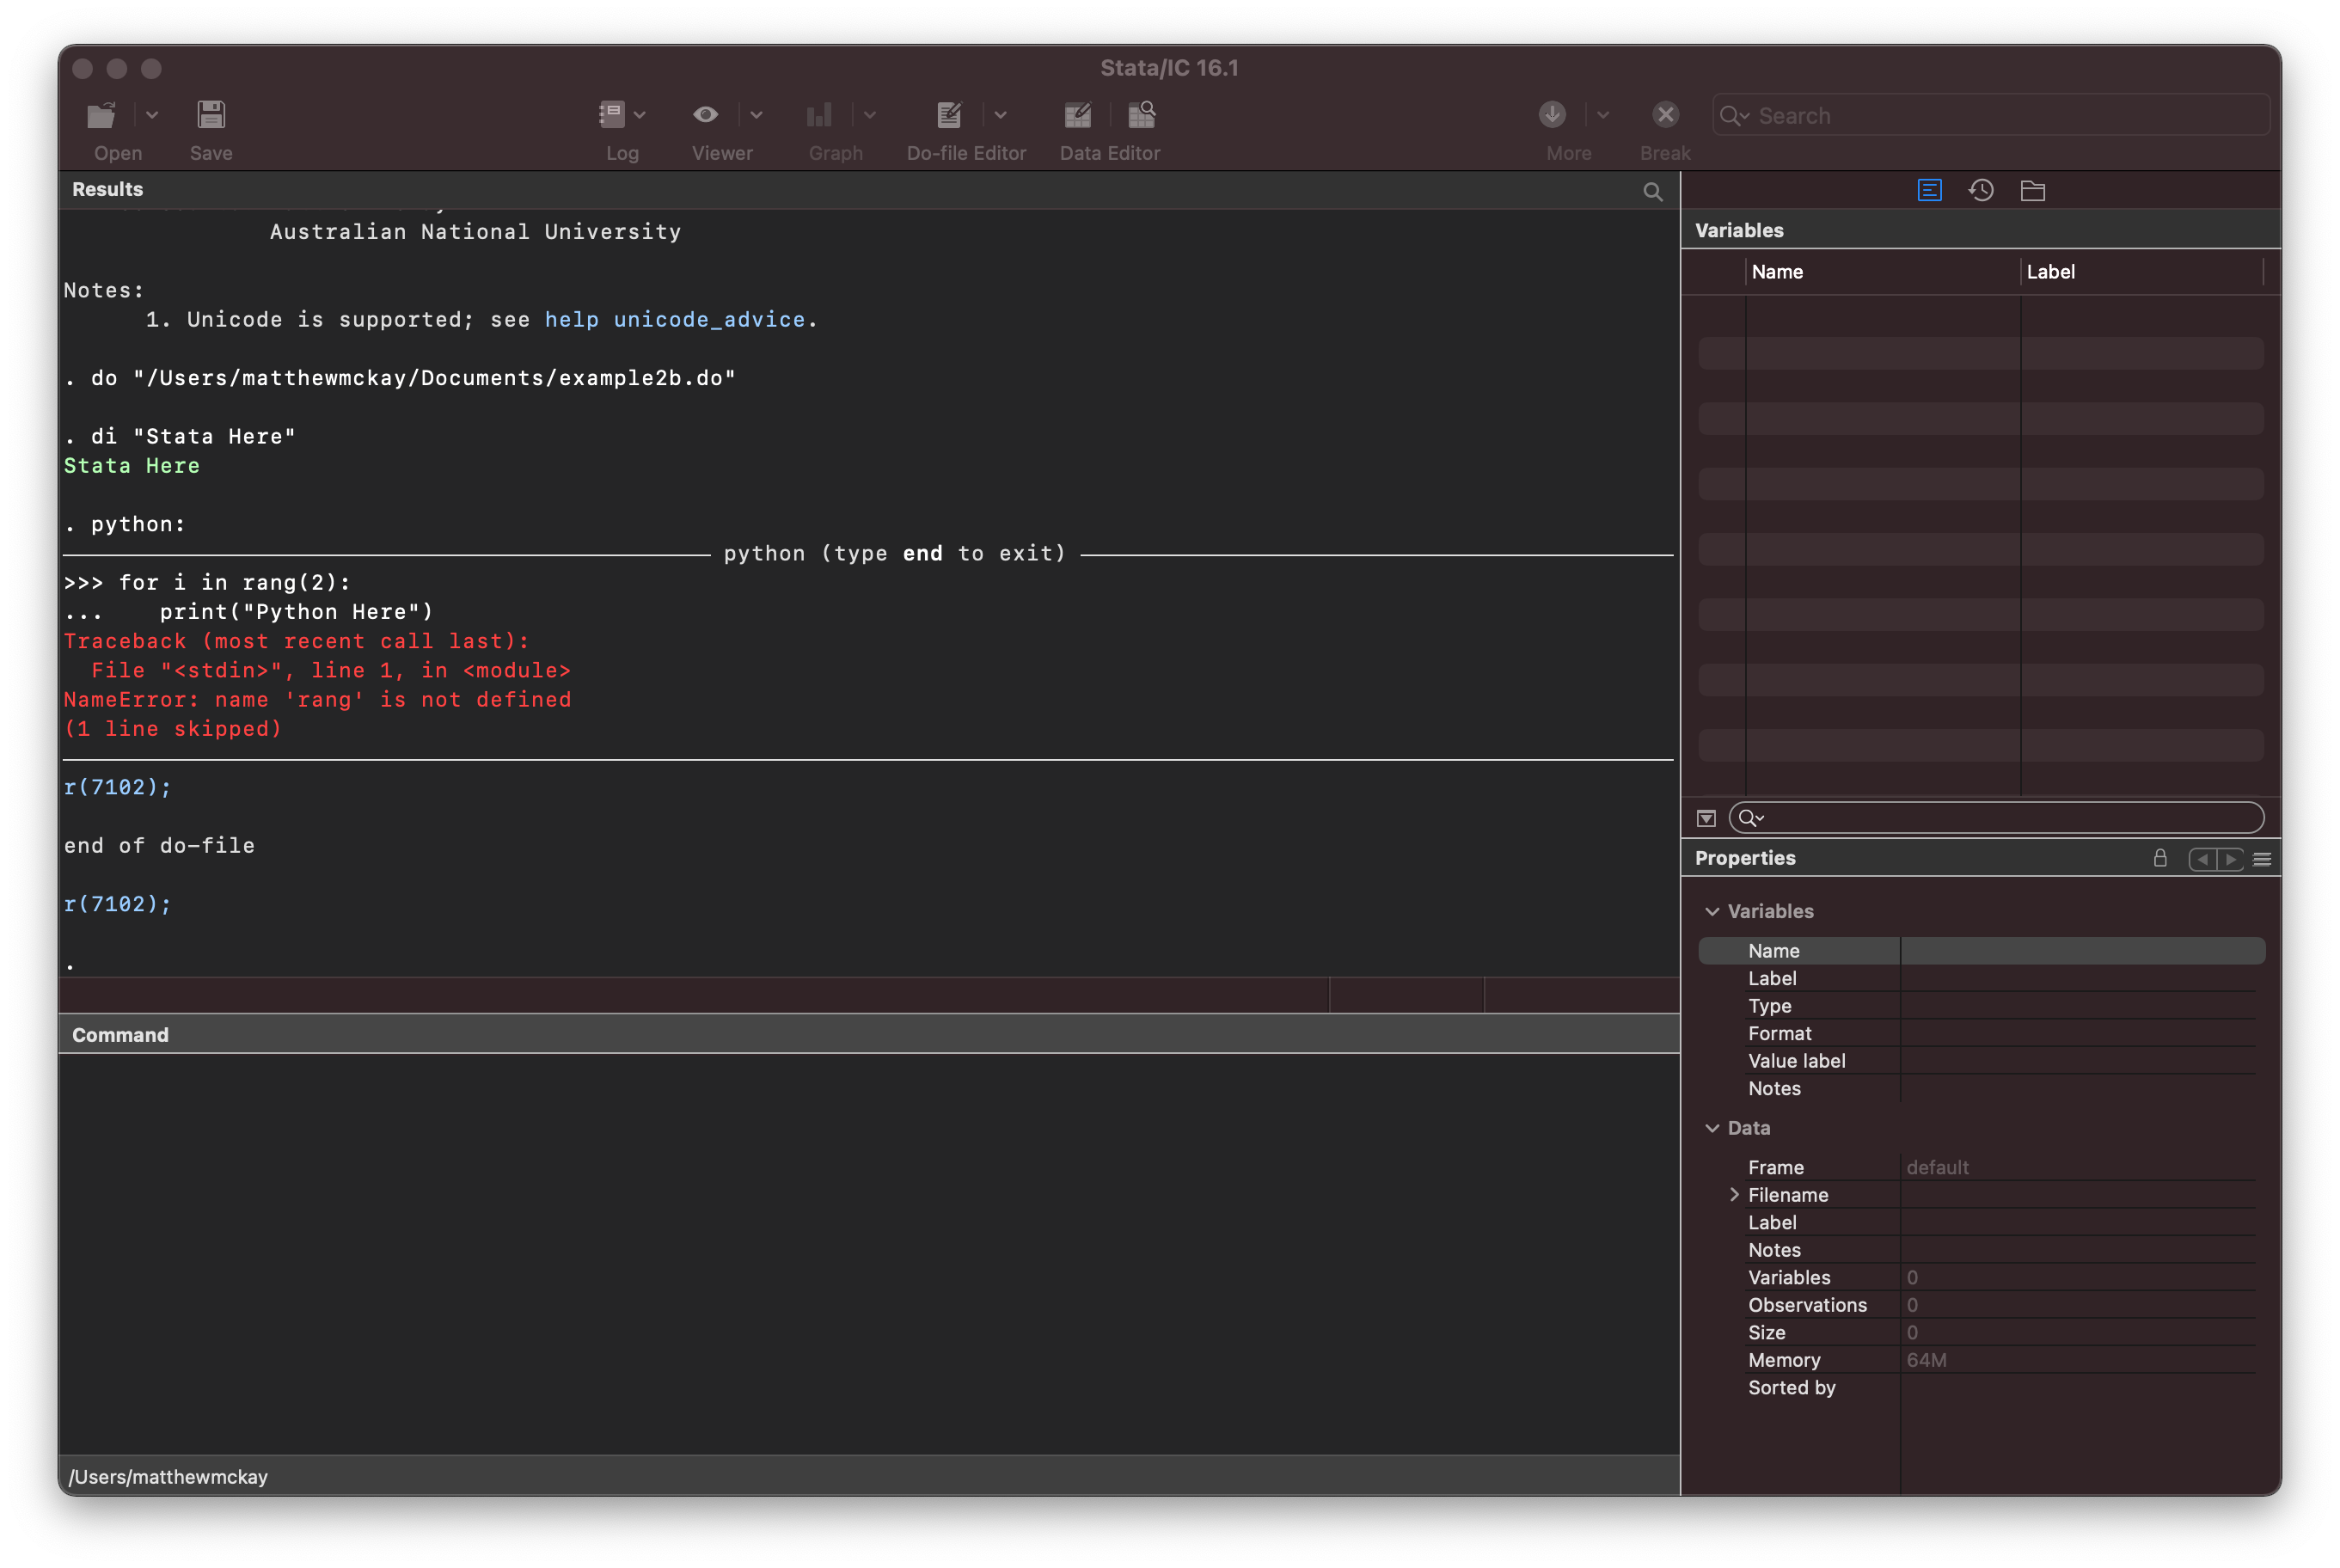 Stata/IC 16.1
Open
Save
Log
Viewer
Graph
Do-file Editor
Data Editor
More
Break
Search
Results
Australian National University
Notes:
1. Unicode is supported; see help unicode_advice.
. do "/Users/matthewmckay/Documents/example2b.do"
. di "Stata Here"
Stata Here
. python:
python (type end to exit)
>>> for i in rang(2):
...    print("Python Here")
Traceback (most recent call last):
  File "<stdin>", line 1, in <module>
NameError: name 'rang' is not defined
(1 line skipped)
r(7102);
end of do-file
r(7102);
.
Command
/Users/matthewmckay
Variables
Name Label
Properties
Variables
Name
Label
Type
Format
Value label
Notes
Data
Frame default
Filename
Label
Notes
Variables 0
Observations 0
Size 0
Memory 64M
Sorted by